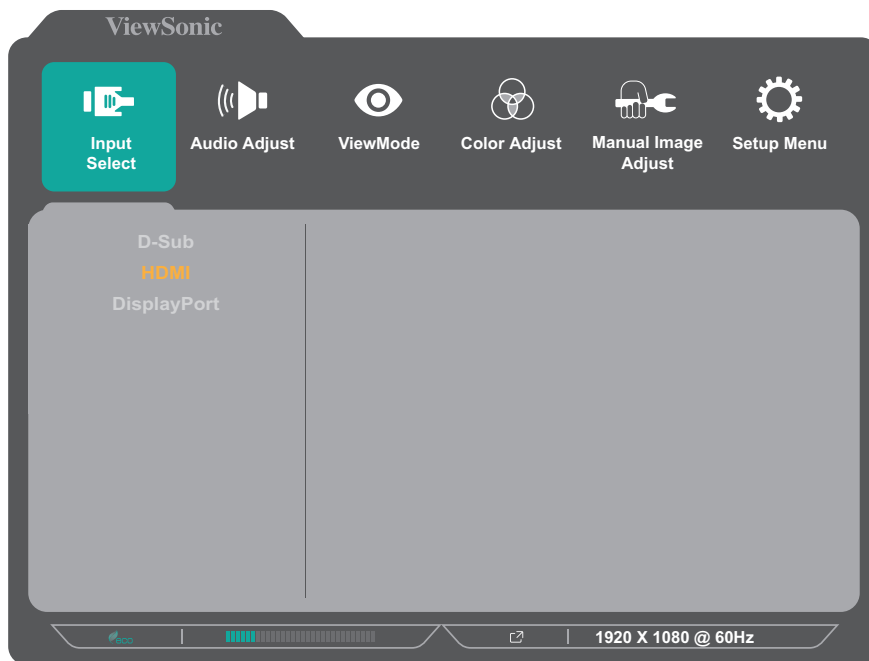 ViewSonic
Input
Select
Audio Adjust
ViewMode
Color Adjust
Manual Image
Adjust
Setup Menu
D-Sub
HDMI
DisplayPort
eco
1920 X 1080 @ 60Hz